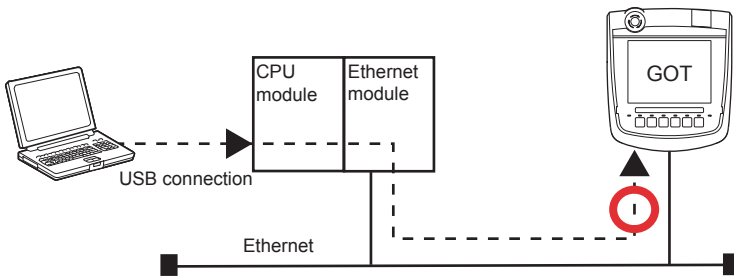 CPU
module
Ethernet
module
GOT
USB connection
Ethernet